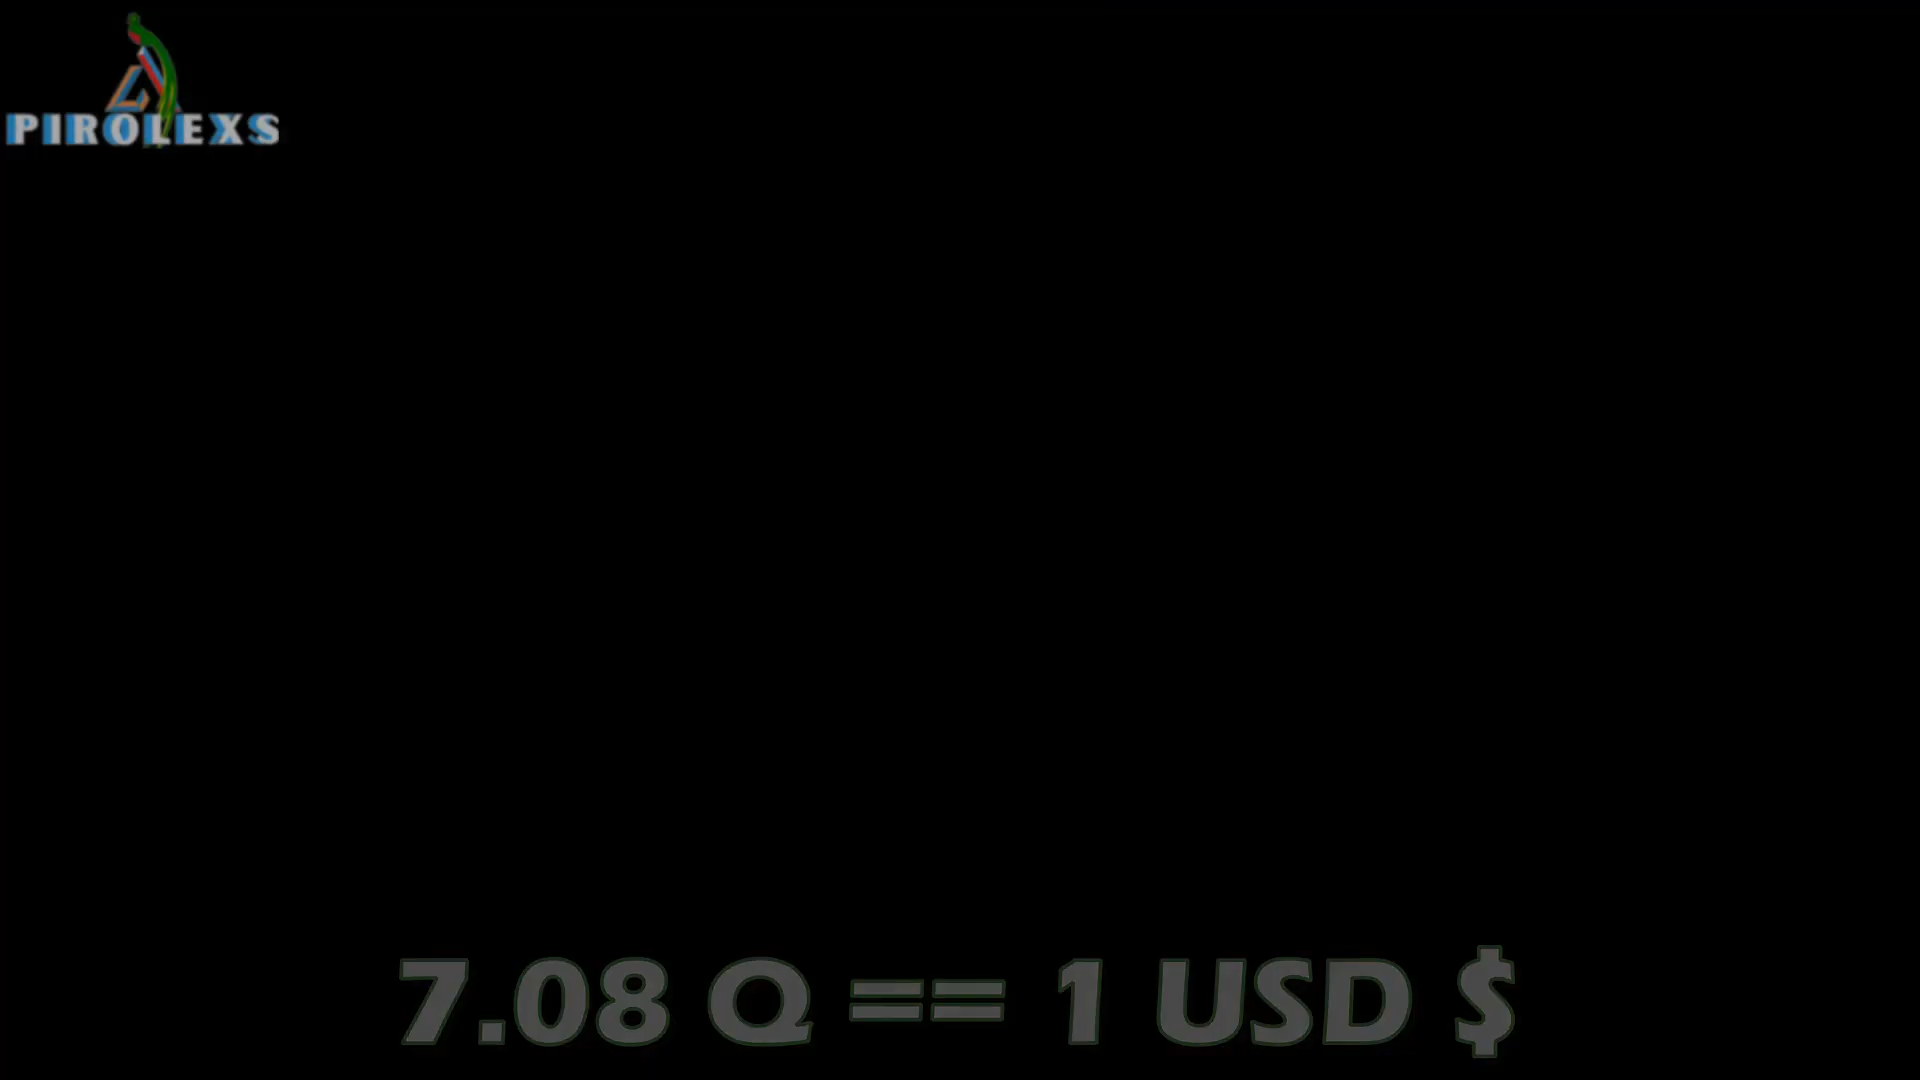 PIROLEXS
7.08 Q == 1 USD $